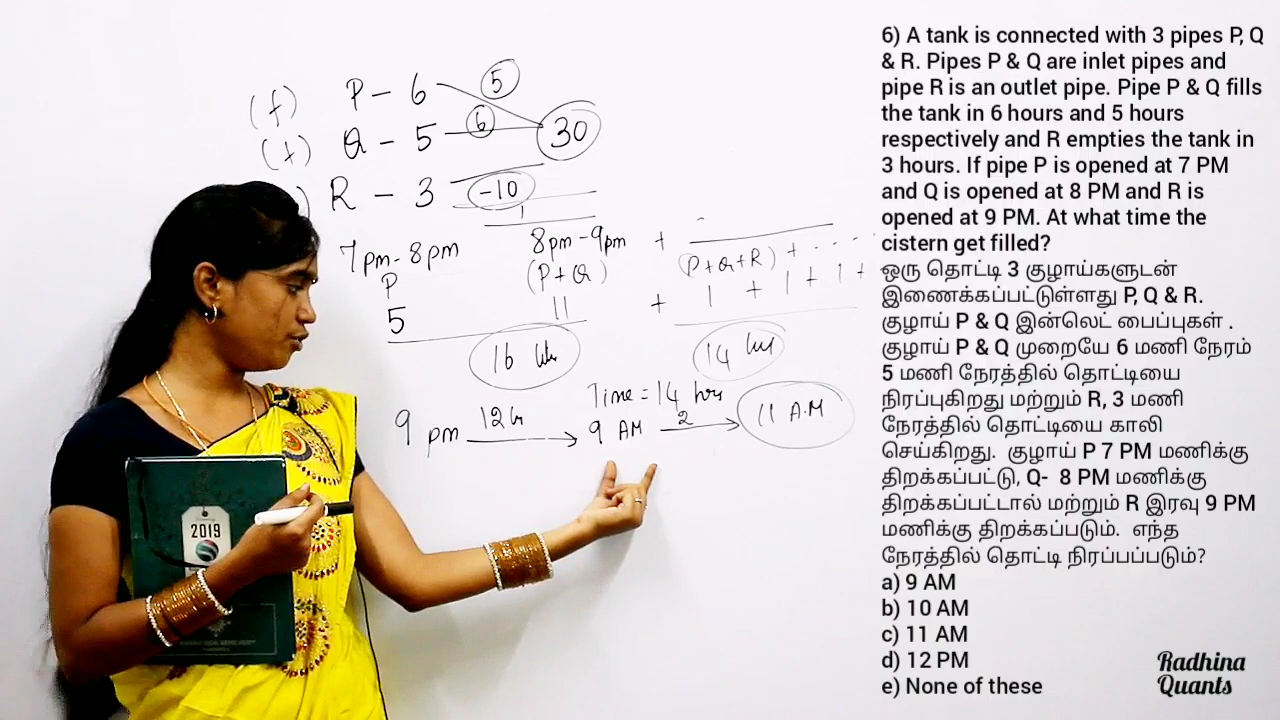 (f) P - 6 5
(f) Q - 5 6 30
) R - 3 -10
1
7pm-8pm 8pm-9pm +
P (P+Q) (P+Q+R) + ....
5 11 + 1 + 1 + 1 +
16 14 hrs
Time = 14 hrs
9 pm 12h 9 AM 2 11 A.M
2019
6) A tank is connected with 3 pipes P, Q
& R. Pipes P & Q are inlet pipes and
pipe R is an outlet pipe. Pipe P & Q fills
the tank in 6 hours and 5 hours
respectively and R empties the tank in
3 hours. If pipe P is opened at 7 PM
and Q is opened at 8 PM and R is
opened at 9 PM. At what time the
cistern get filled?
ஒரு தொட்டி 3 குழாய்களுடன்
இணைக்கப்பட்டுள்ளது P, Q & R.
குழாய் P & Q இன்லெட் பைப்புகள் .
குழாய் P & Q முறையே 6 மணி நேரம்
5 மணி நேரத்தில் தொட்டியை
நிரப்புகிறது மற்றும் R, 3 மணி
நேரத்தில் தொட்டியை காலி
செய்கிறது. குழாய் P 7 PM மணிக்கு
திறக்கப்பட்டு, Q- 8 PM மணிக்கு
திறக்கப்பட்டால் மற்றும் R இரவு 9 PM
மணிக்கு திறக்கப்படும். எந்த
நேரத்தில் தொட்டி நிரப்பப்படும்?
a) 9 AM
b) 10 AM
c) 11 AM
d) 12 PM
e) None of these
Radhina
Quants